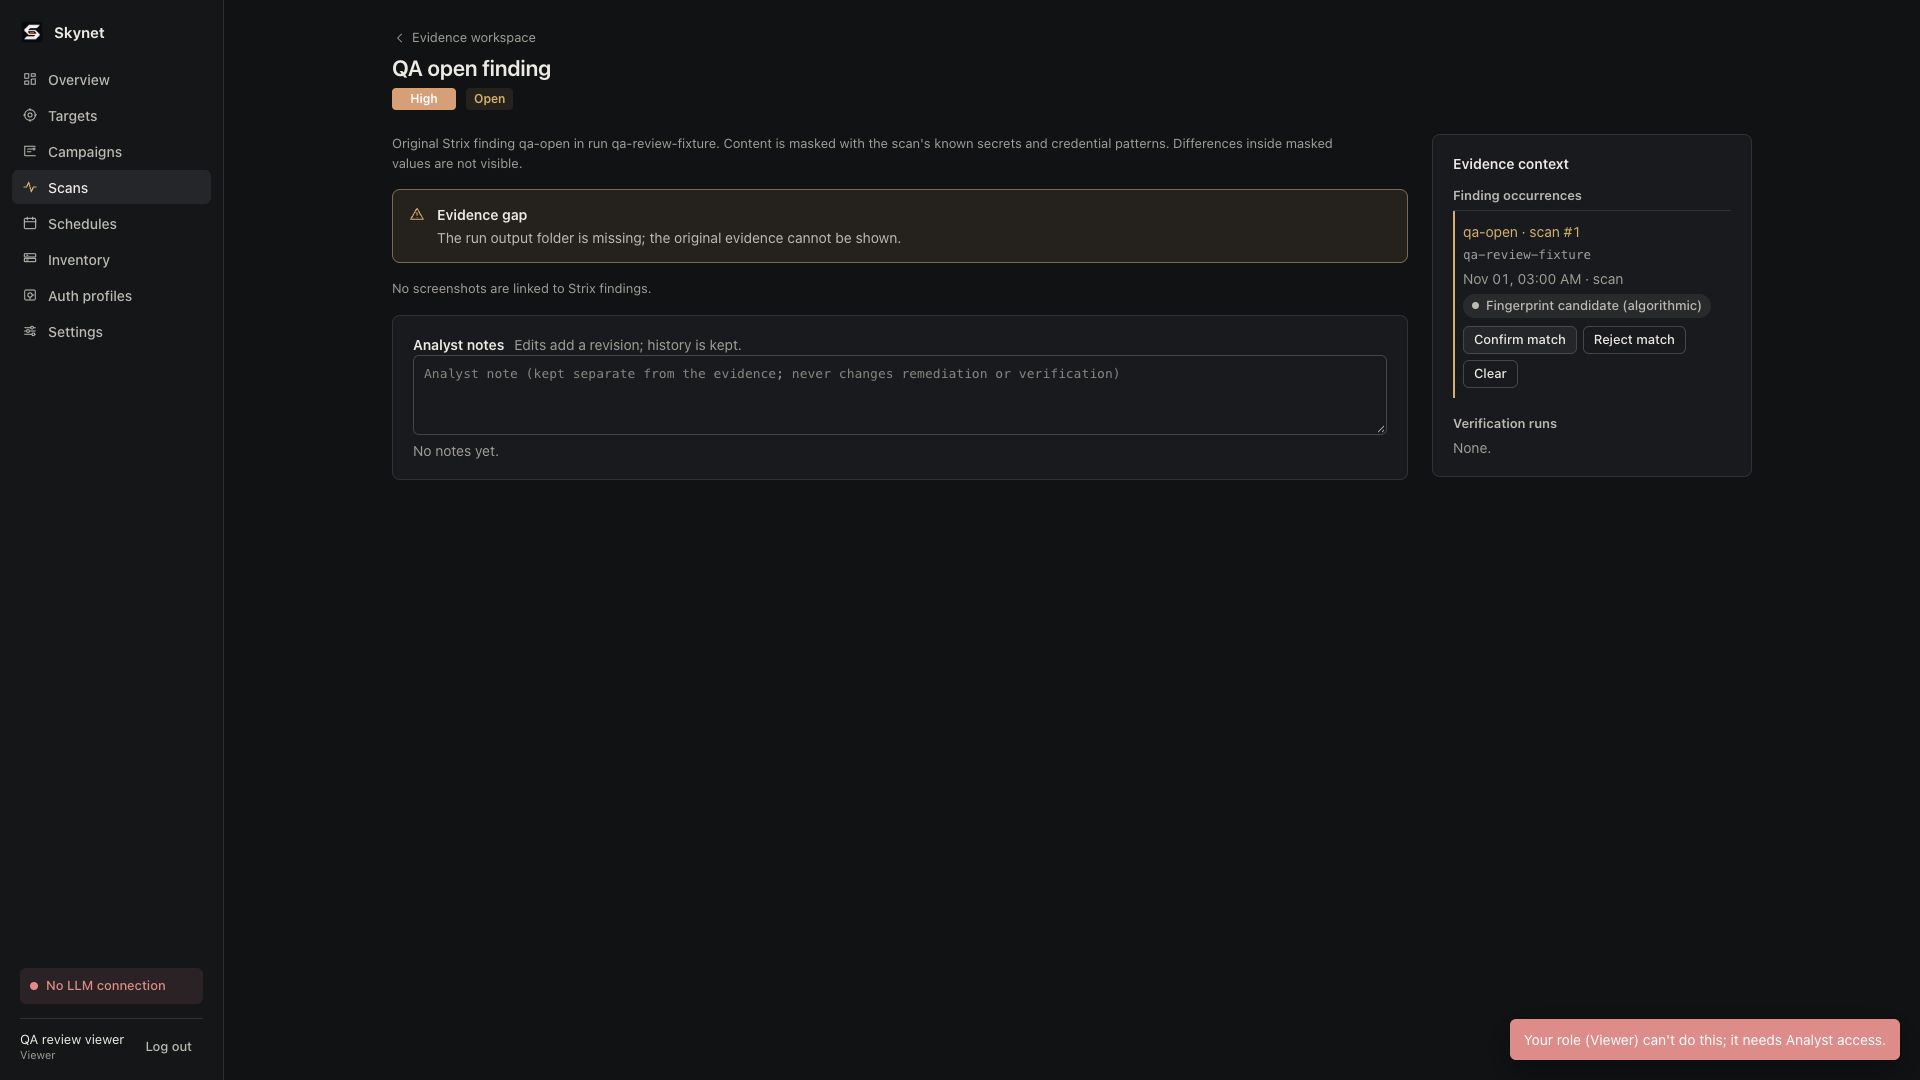 Skynet
Overview
Targets
Campaigns
Scans
Schedules
Inventory
Auth profiles
Settings
No LLM connection
QA review viewer
Viewer
Log out
Evidence workspace
QA open finding
High
Open
Original Strix finding qa-open in run qa-review-fixture. Content is masked with the scan's known secrets and credential patterns. Differences inside masked
values are not visible.
Evidence gap
The run output folder is missing; the original evidence cannot be shown.
No screenshots are linked to Strix findings.
Analyst notes Edits add a revision; history is kept.
Analyst note (kept separate from the evidence; never changes remediation or verification)
No notes yet.
Evidence context
Finding occurrences
qa-open · scan #1
qa-review-fixture
Nov 01, 03:00 AM · scan
Fingerprint candidate (algorithmic)
Confirm match
Reject match
Clear
Verification runs
None.
Your role (Viewer) can't do this; it needs Analyst access.